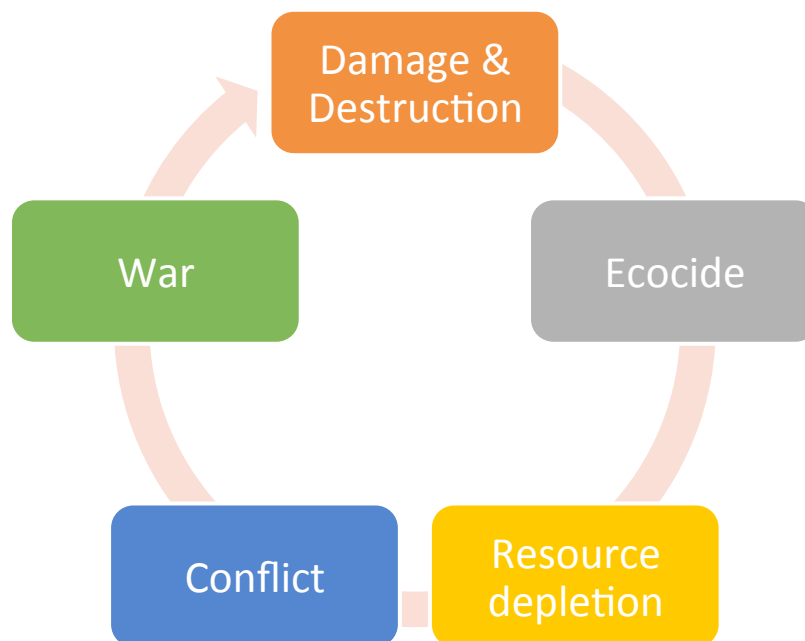 Damage &
Destruction
Ecocide
Resource
depletion
Conflict
War